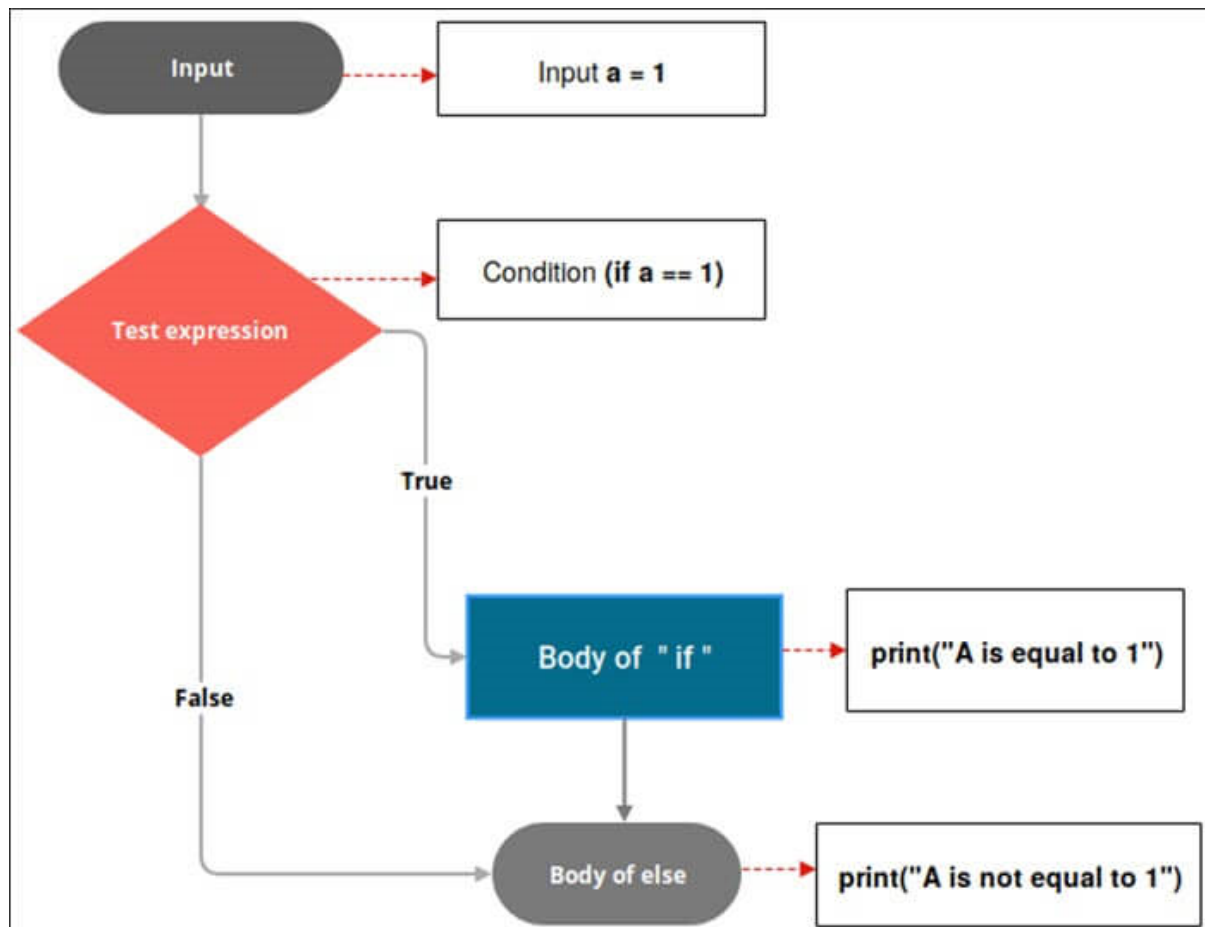 Input
Input a = 1
Condition (if a == 1)
Test expression
True
Body of " if "
print("A is equal to 1")
False
Body of else
print("A is not equal to 1")